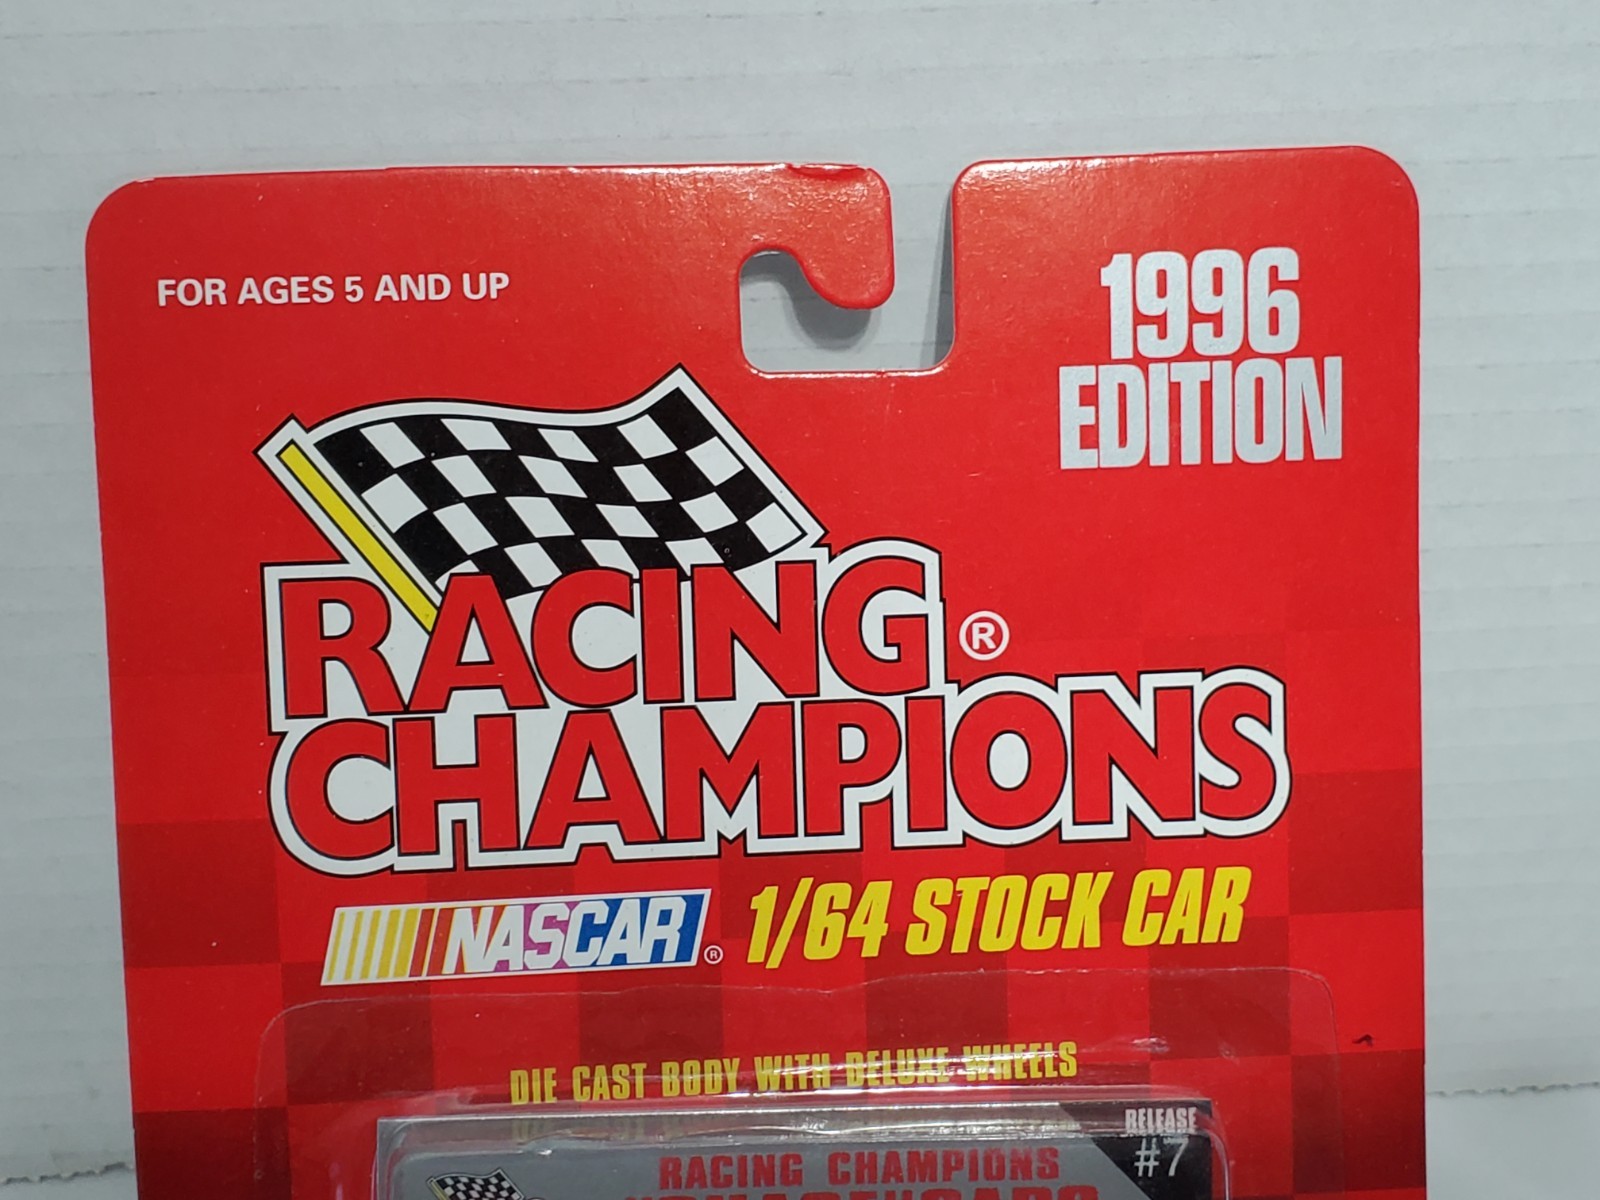 FOR AGES 5 AND UP
1996
EDITION
RACING ®
CHAMPIONS
NASCAR ® 1/64 STOCK CAR
DIE CAST BODY WITH DELUXE WHEELS
RELEASE
#7
RACING CHAMPIONS